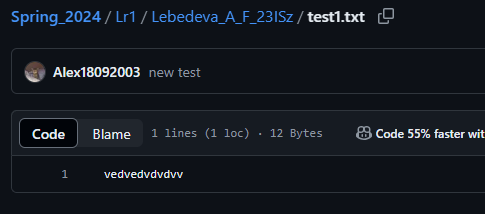 Spring_2024 / Lr1 / Lebedeva_A_F_23ISz / test1.txt
Alex18092003 new test
Code Blame 1 lines (1 loc) · 12 Bytes Code 55% faster wit
1 vedvedvdvdvv